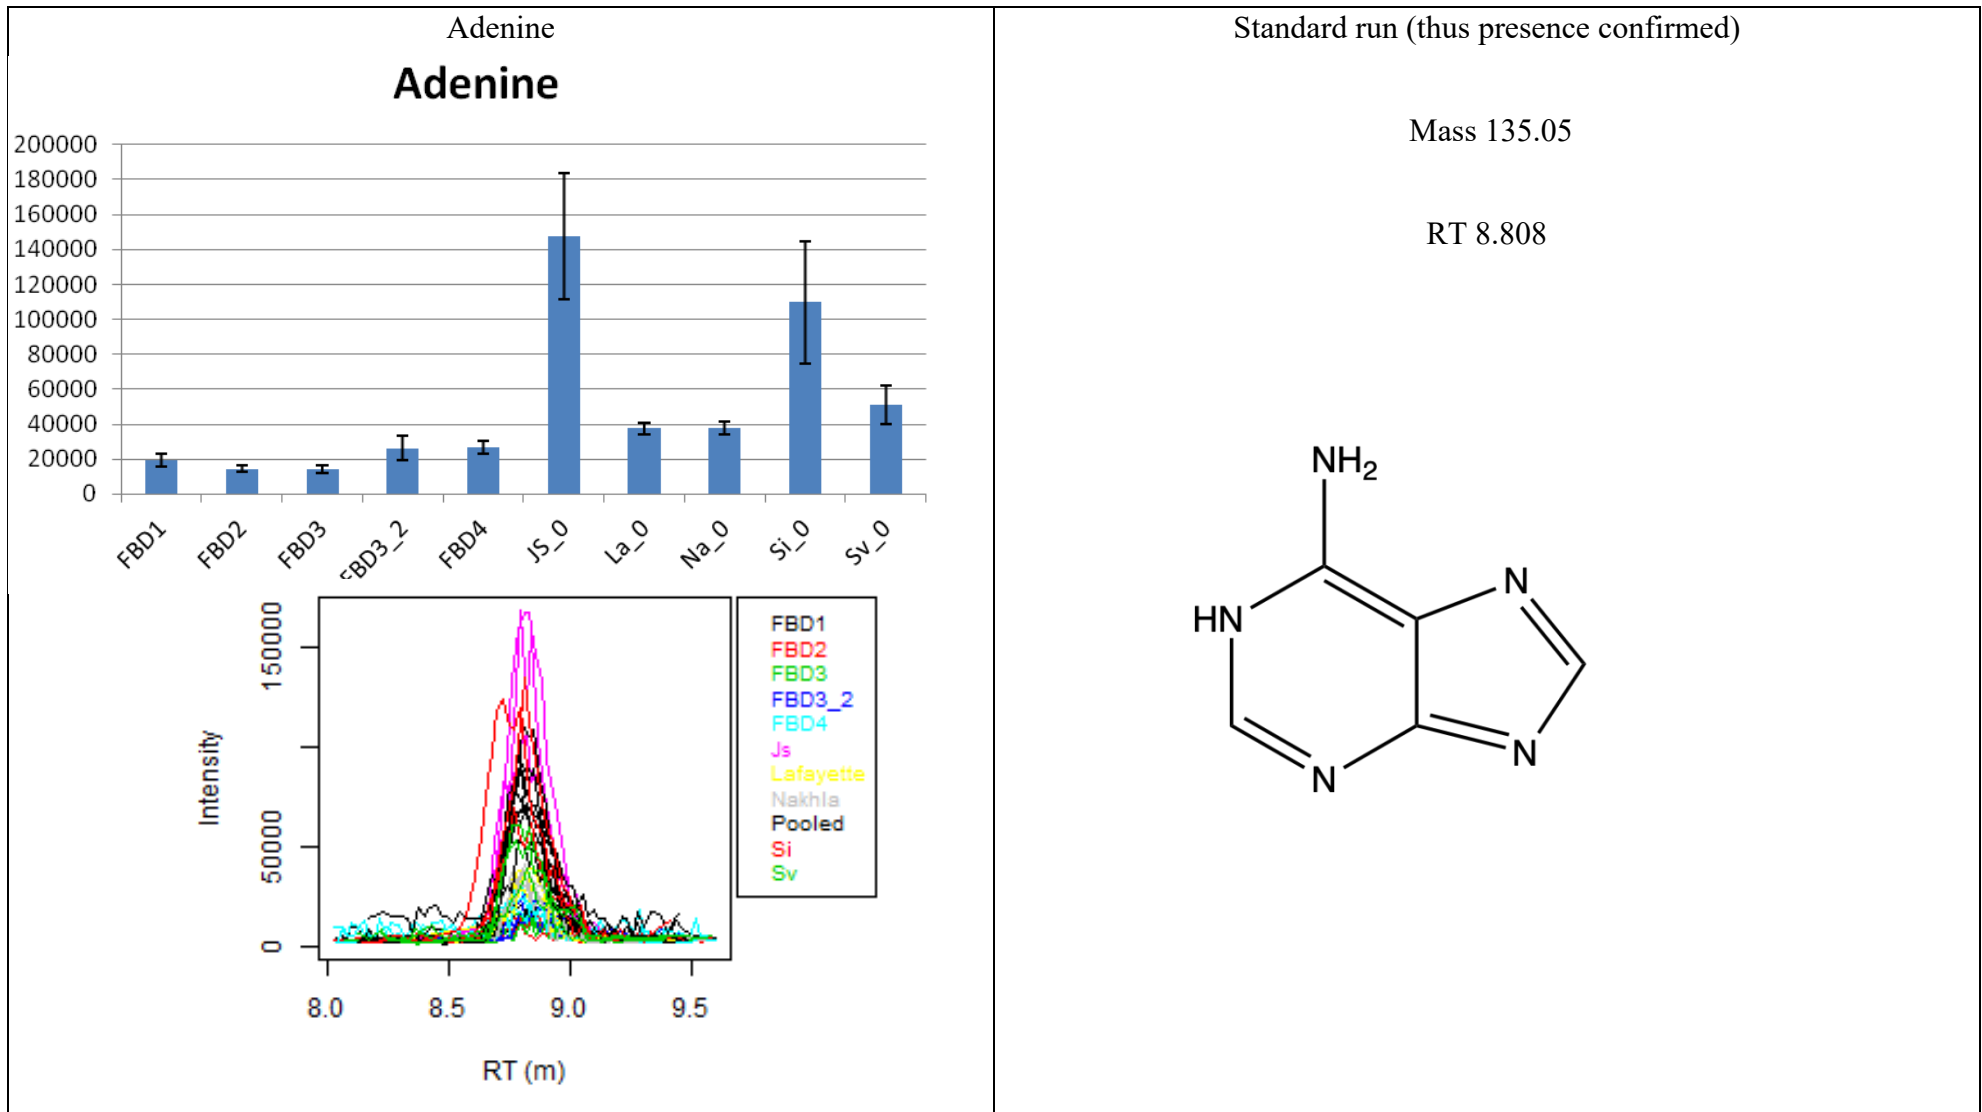 Adenine
Standard run (thus presence confirmed)
Adenine
Mass 135.05
RT 8.808
200000
180000
160000
140000
120000
100000
80000
60000
40000
20000
0
FBD1
FBD2
FBD3
FBD3_2
FBD4
JS_0
La_0
Na_0
Si_0
Sv_0
Intensity
150000
50000
0
8.0
8.5
9.0
9.5
RT (m)
FBD1
FBD2
FBD3
FBD3_2
FBD4
Js
Lafayette
Nakhla
Pooled
Si
Sv
NH2
HN
N
N
N